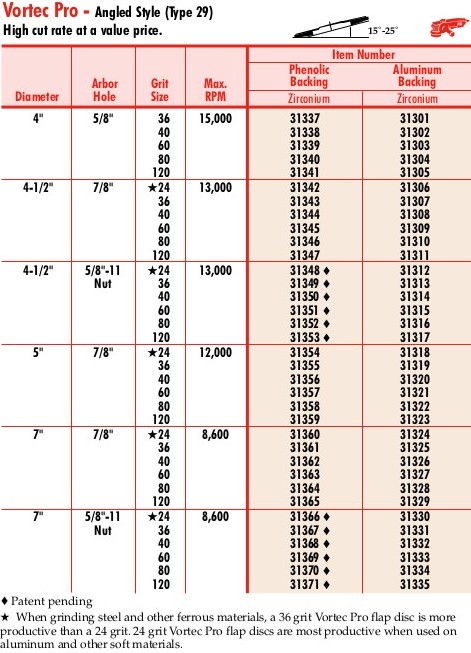 Vortec Pro - Angled Style (Type 29)
High cut rate at a value price.
15°-25°
Item Number
Phenolic Backing Aluminum Backing
Diameter Arbor Hole Grit Size Max. RPM Zirconium Zirconium
4" 5/8" 36 15,000 31337 31301
40 31338 31302
60 31339 31303
80 31340 31304
120 31341 31305
4-1/2" 7/8" ★24 13,000 31342 31306
36 31343 31307
40 31344 31308
60 31345 31309
80 31346 31310
120 31347 31311
4-1/2" 5/8"-11 ★24 13,000 31348 ♦ 31312
Nut 36 31349 ♦ 31313
40 31350 ♦ 31314
60 31351 ♦ 31315
80 31352 ♦ 31316
120 31353 ♦ 31317
5" 7/8" ★24 12,000 31354 31318
36 31355 31319
40 31356 31320
60 31357 31321
80 31358 31322
120 31359 31323
7" 7/8" ★24 8,600 31360 31324
36 31361 31325
40 31362 31326
60 31363 31327
80 31364 31328
120 31365 31329
7" 5/8"-11 ★24 8,600 31366 ♦ 31330
Nut 36 31367 ♦ 31331
40 31368 ♦ 31332
60 31369 ♦ 31333
80 31370 ♦ 31334
120 31371 ♦ 31335
♦ Patent pending
★ When grinding steel and other ferrous materials, a 36 grit Vortec Pro flap disc is more
productive than a 24 grit. 24 grit Vortec Pro flap discs are most productive when used on
aluminum and other soft materials.